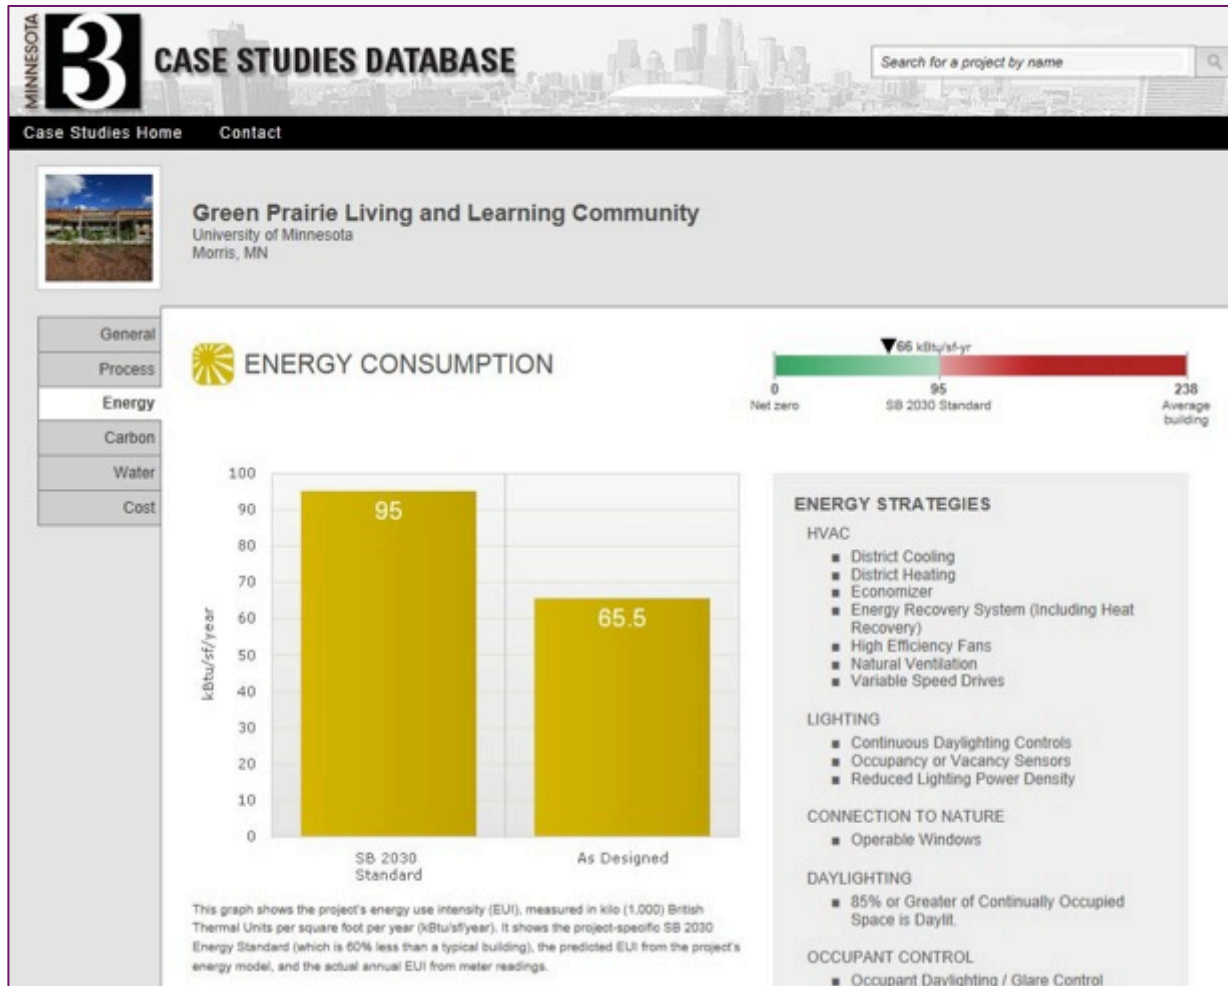 MINNESOTA
B3
CASE STUDIES DATABASE
Search for a project by name
Case Studies Home Contact
Green Prairie Living and Learning Community
University of Minnesota
Morris, MN
General
Process
Energy
Carbon
Water
Cost
ENERGY CONSUMPTION
66 kBtu/sf-yr
0 95 238
Net zero SB 2030 Standard Average
building
100
90
80
70
60
50
40
30
20
10
0
kBtu/sf/year
95
65.5
SB 2030
Standard
As Designed
This graph shows the project's energy use intensity (EUI), measured in kilo (1,000) British
Thermal Units per square foot per year (kBtu/sf/year). It shows the project-specific SB 2030
Energy Standard (which is 60% less than a typical building), the predicted EUI from the project's
energy model, and the actual annual EUI from meter readings.
ENERGY STRATEGIES
HVAC
■ District Cooling
■ District Heating
■ Economizer
■ Energy Recovery System (Including Heat
Recovery)
■ High Efficiency Fans
■ Natural Ventilation
■ Variable Speed Drives
LIGHTING
■ Continuous Daylighting Controls
■ Occupancy or Vacancy Sensors
■ Reduced Lighting Power Density
CONNECTION TO NATURE
■ Operable Windows
DAYLIGHTING
■ 85% or Greater of Continually Occupied
Space is Daylit.
OCCUPANT CONTROL
■ Occupant Daylighting / Glare Control